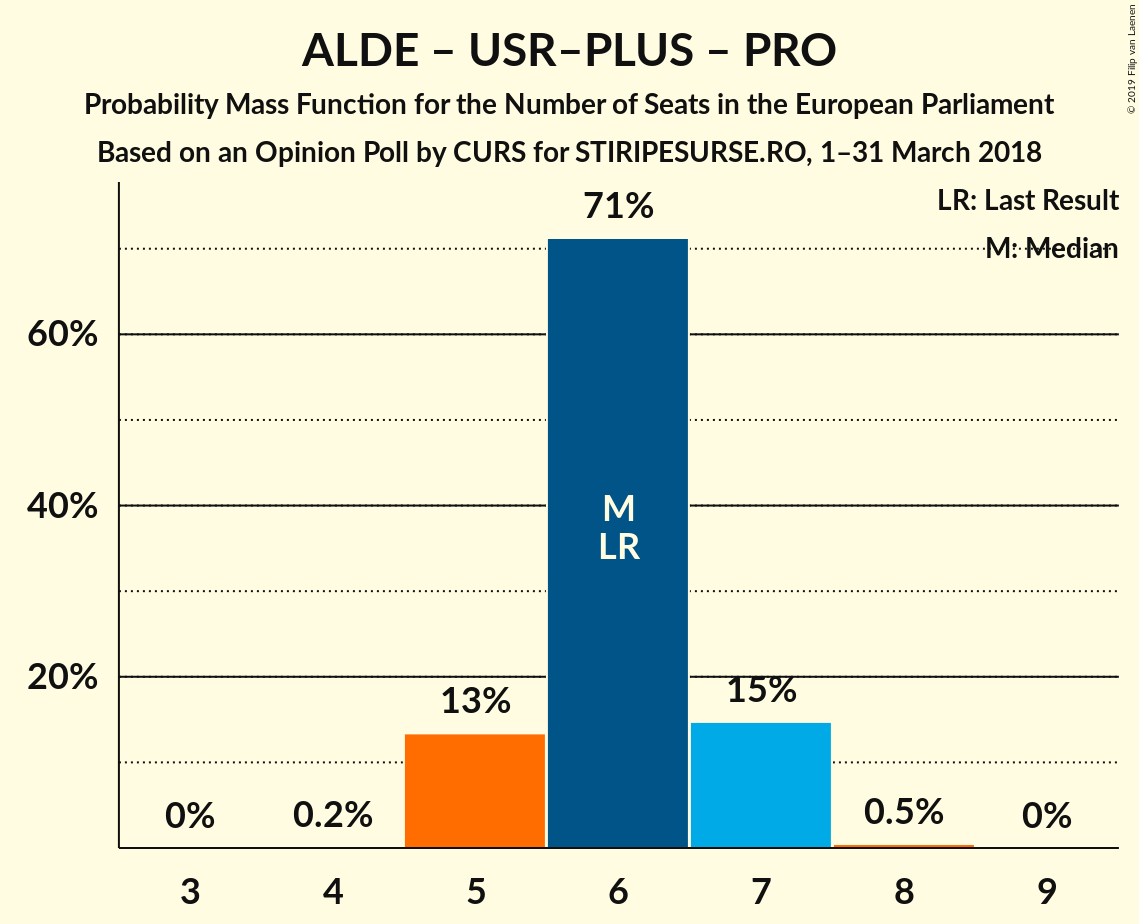 ALDE – USR–PLUS – PRO
Probability Mass Function for the Number of Seats in the European Parliament
Based on an Opinion Poll by CURS for STIRIPESURSE.RO, 1–31 March 2018
© 2019 Filip van Laenen
LR: Last Result
M: Median
71%
60%
40%
20%
M
LR
0%
0.2%
13%
15%
0.5%
0%
3 4 5 6 7 8 9